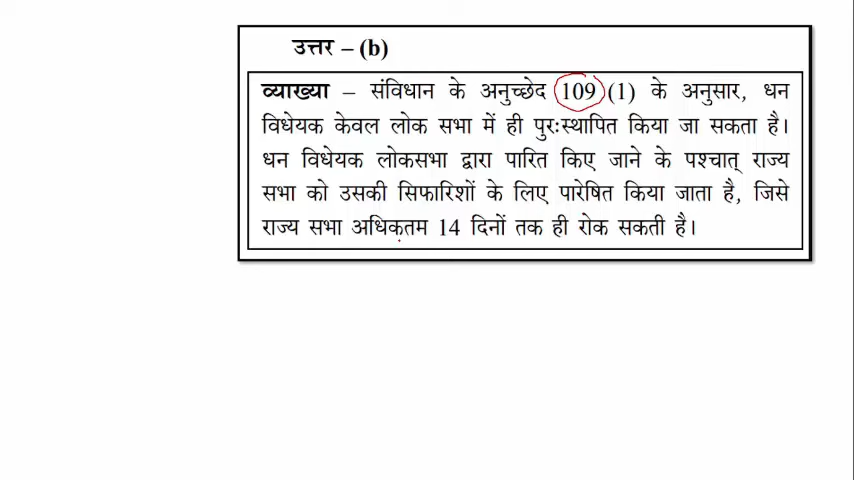 उत्तर – (b)
व्याख्या – संविधान के अनुच्छेद 109 (1) के अनुसार, धन
विधेयक केवल लोक सभा में ही पुरःस्थापित किया जा सकता है।
धन विधेयक लोकसभा द्वारा पारित किए जाने के पश्चात् राज्य
सभा को उसकी सिफारिशों के लिए पारेषित किया जाता है, जिसे
राज्य सभा अधिकतम 14 दिनों तक ही रोक सकती है।